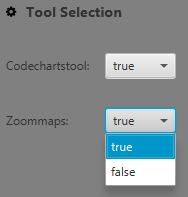 Tool Selection
Codechartstool: true
Zoommaps: true
true
false